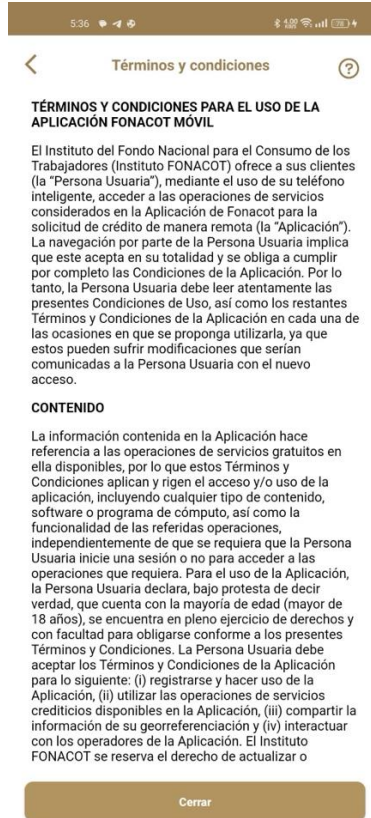 5:36
4.00 KB/S
78
Términos y condiciones
?
TÉRMINOS Y CONDICIONES PARA EL USO DE LA
APLICACIÓN FONACOT MÓVIL
El Instituto del Fondo Nacional para el Consumo de los
Trabajadores (Instituto FONACOT) ofrece a sus clientes
(la “Persona Usuaria”), mediante el uso de su teléfono
inteligente, acceder a las operaciones de servicios
considerados en la Aplicación de Fonacot para la
solicitud de crédito de manera remota (la “Aplicación”).
La navegación por parte de la Persona Usuaria implica
que este acepta en su totalidad y se obliga a cumplir
por completo las Condiciones de la Aplicación. Por lo
tanto, la Persona Usuaria debe leer atentamente las
presentes Condiciones de Uso, así como los restantes
Términos y Condiciones de la Aplicación en cada una de
las ocasiones en que se proponga utilizarla, ya que
estos pueden sufrir modificaciones que serían
comunicadas a la Persona Usuaria con el nuevo
acceso.
CONTENIDO
La información contenida en la Aplicación hace
referencia a las operaciones de servicios gratuitos en
ella disponibles, por lo que estos Términos y
Condiciones aplican y rigen el acceso y/o uso de la
aplicación, incluyendo cualquier tipo de contenido,
software o programa de cómputo, así como la
funcionalidad de las referidas operaciones,
independientemente de que se requiera que la Persona
Usuaria inicie una sesión o no para acceder a las
operaciones que requiera. Para el uso de la Aplicación,
la Persona Usuaria declara, bajo protesta de decir
verdad, que cuenta con la mayoría de edad (mayor de
18 años), se encuentra en pleno ejercicio de derechos y
con facultad para obligarse conforme a los presentes
Términos y Condiciones. La Persona Usuaria debe
aceptar los Términos y Condiciones de la Aplicación
para lo siguiente: (i) registrarse y hacer uso de la
Aplicación, (ii) utilizar las operaciones de servicios
crediticios disponibles en la Aplicación, (iii) compartir la
información de su georreferenciación y (iv) interactuar
con los operadores de la Aplicación. El Instituto
FONACOT se reserva el derecho de actualizar o
Cerrar